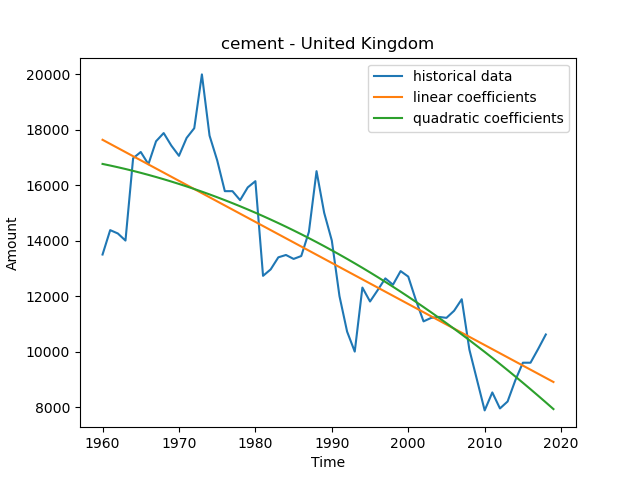 cement - United Kingdom
historical data
linear coefficients
quadratic coefficients
Amount
20000
18000
16000
14000
12000
10000
8000
1960 1970 1980 1990 2000 2010 2020
Time